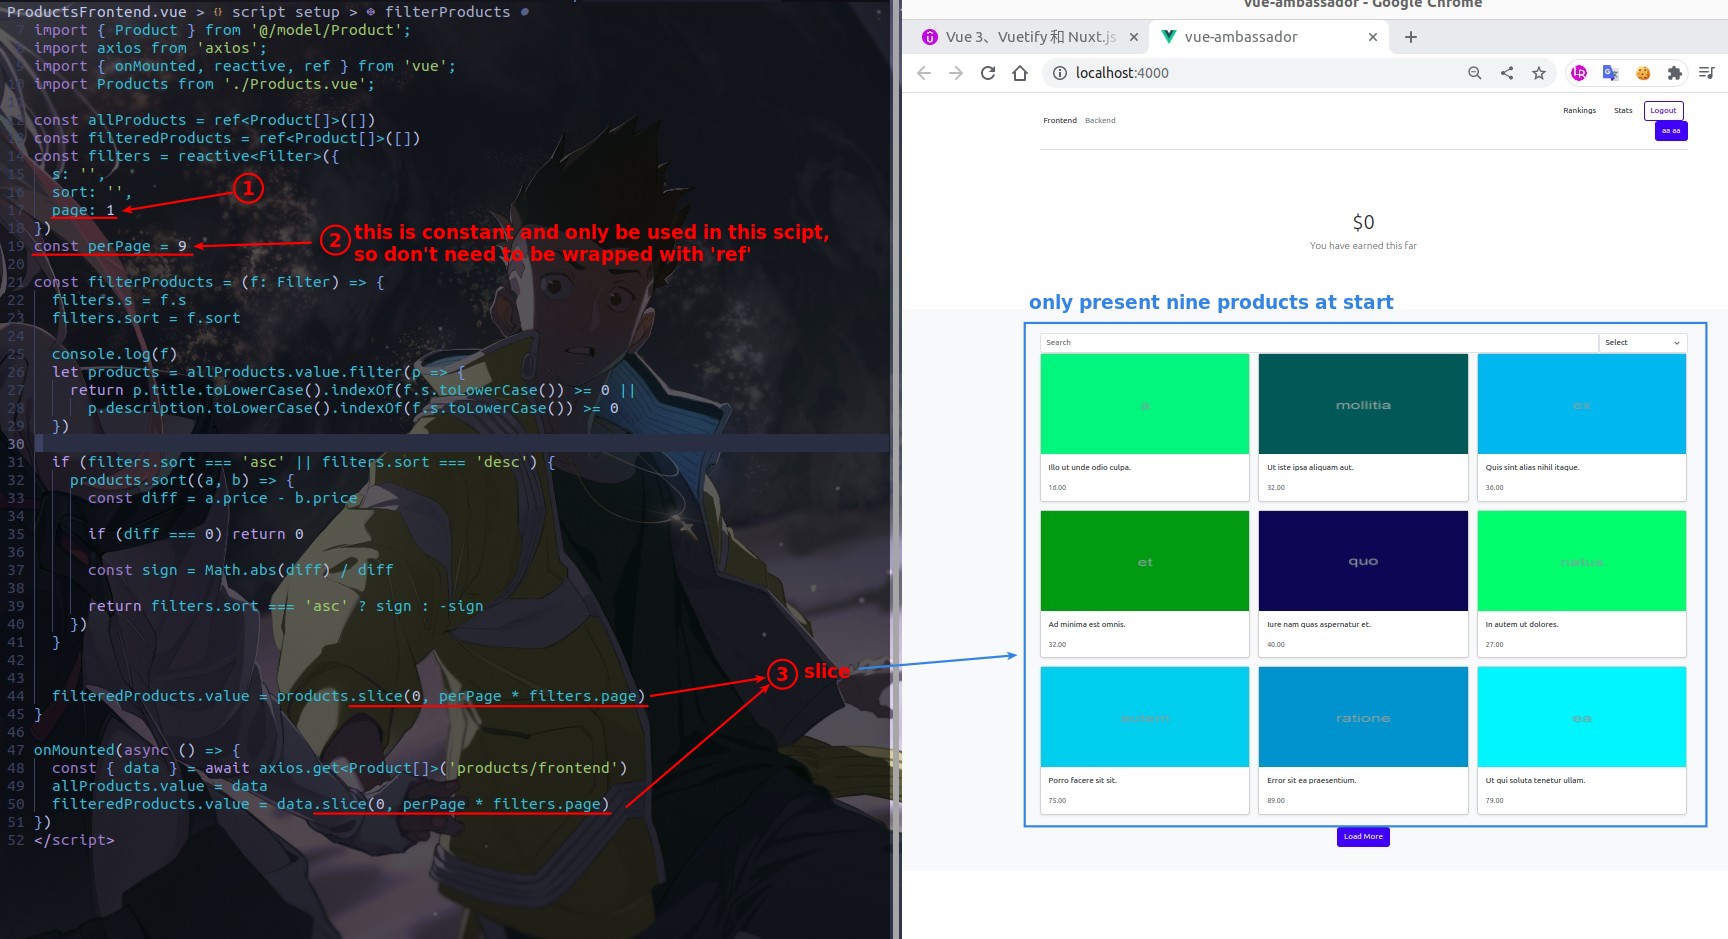 ProductsFrontend.vue > {} script setup > filterProducts
7 import { Product } from '@/model/Product';
import axios from 'axios';
9 import { onMounted, reactive, ref } from 'vue';
10 import Products from './Products.vue';
11
12 const allProducts = ref<Product[]>([])
13 const filteredProducts = ref<Product[]>([])
14 const filters = reactive<Filter>({
15 s: '',
16 sort: '',
17 page: 1
18 })
19 const perPage = 9
20
21 const filterProducts = (f: Filter) => {
22 filters.s = f.s
23 filters.sort = f.sort
24
25 console.log(f)
26 let products = allProducts.value.filter(p => {
27 return p.title.toLowerCase().indexOf(f.s.toLowerCase()) >= 0 ||
28 p.description.toLowerCase().indexOf(f.s.toLowerCase()) >= 0
29 })
30
31 if (filters.sort === 'asc' || filters.sort === 'desc') {
32 products.sort((a, b) => {
33 const diff = a.price - b.price
34
35 if (diff === 0) return 0
36
37 const sign = Math.abs(diff) / diff
38
39 return filters.sort === 'asc' ? sign : -sign
40 })
41 }
42
43
44 filteredProducts.value = products.slice(0, perPage * filters.page)
45 }
46
47 onMounted(async () => {
48 const { data } = await axios.get<Product[]>('products/frontend')
49 allProducts.value = data
50 filteredProducts.value = data.slice(0, perPage * filters.page)
51 })
52 </script>
1
2 this is constant and only be used in this scipt,
so don't need to be wrapped with 'ref'
3 slice
vue-ambassador - Google Chrome
Vue 3、Vuetify 和 Nuxt.js
vue-ambassador
localhost:4000
Frontend Backend
Rankings Stats Logout
aa aa
$0
You have earned this far
only present nine products at start
Search Select
a mollitia ex
Illo ut unde odio culpa. Ut iste ipsa aliquam aut. Quis sint alias nihil itaque.
16.00 32.00 36.00
et quo natus
Ad minima est omnis. Iure nam quas aspernatur et. In autem ut dolores.
32.00 40.00 27.00
ratione ea
Porro facere sit sit. Error sit ea praesentium. Ut qui soluta tenetur ullam.
75.00 89.00 79.00
Load More